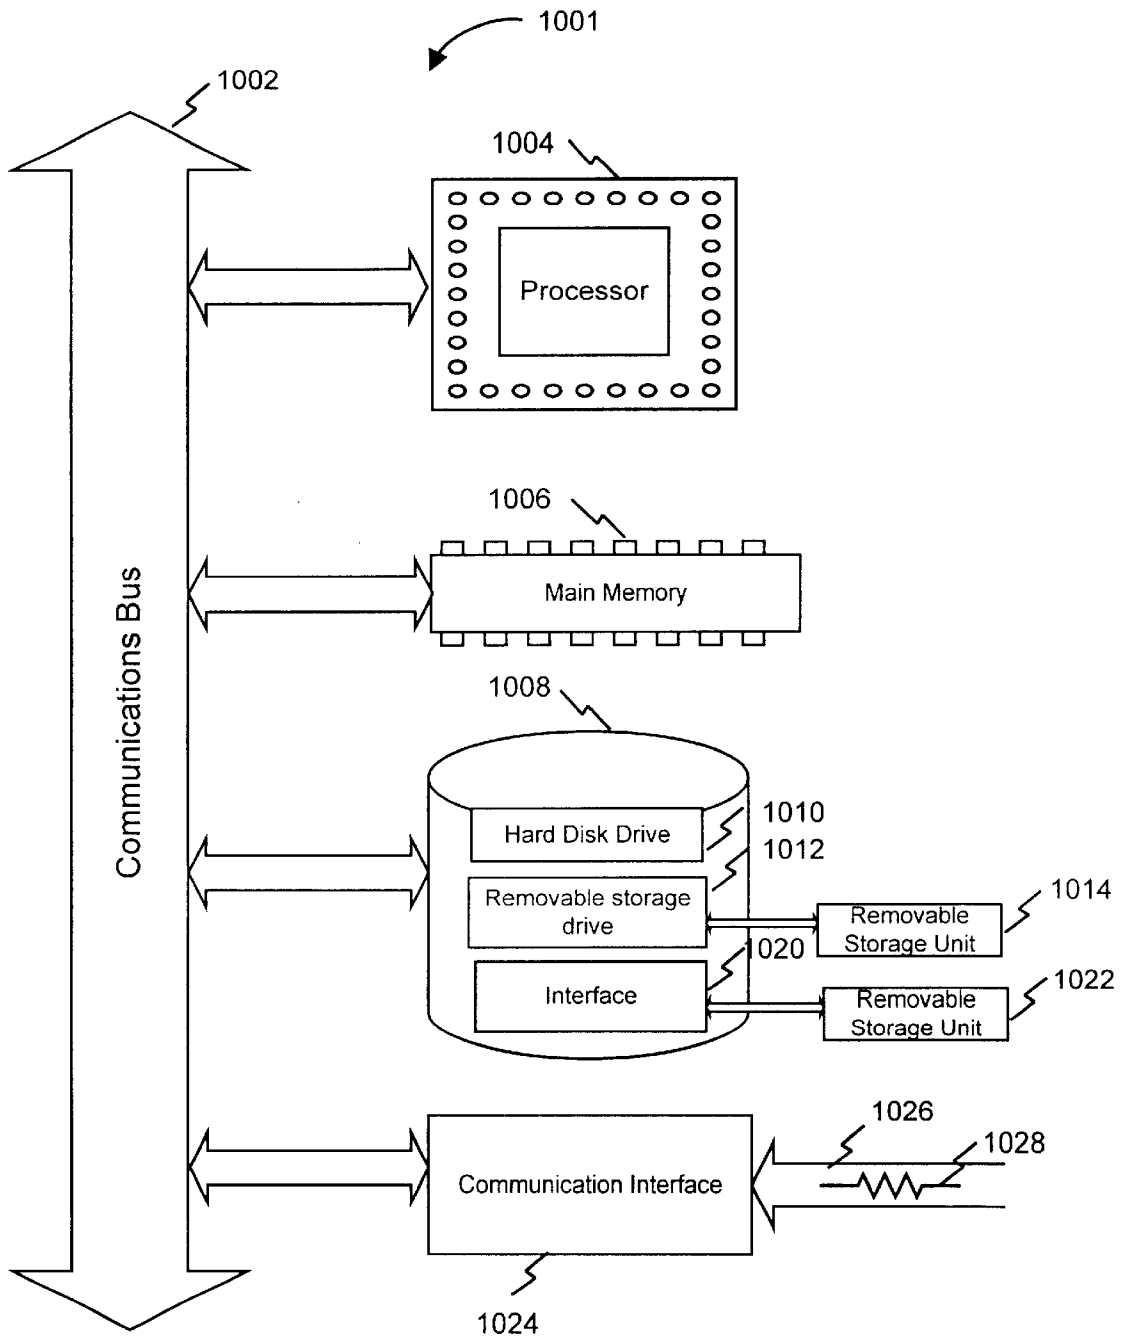 1001
1002
1004
Processor
1006
Main Memory
Communications Bus
1008
1010
Hard Disk Drive
1012
Removable storage
drive
1014
Removable
Storage Unit
1020
Interface
1022
Removable
Storage Unit
1026
1028
Communication Interface
1024